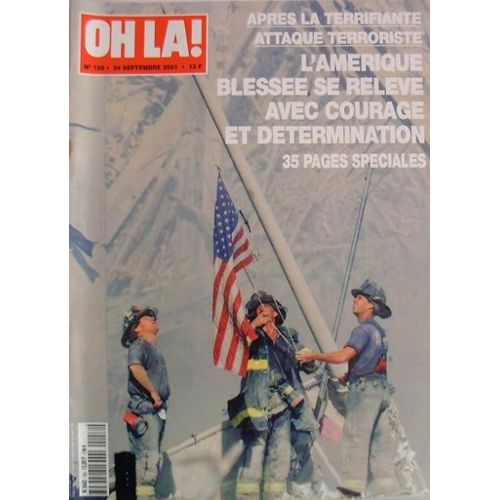 OH LA!
N° 158 • 24 SEPTEMBRE 2001 • 12 F
APRES LA TERRIFIANTE
ATTAQUE TERRORISTE
L'AMERIQUE
BLESSEE SE RELEVE
AVEC COURAGE
ET DETERMINATION
35 PAGES SPECIALES